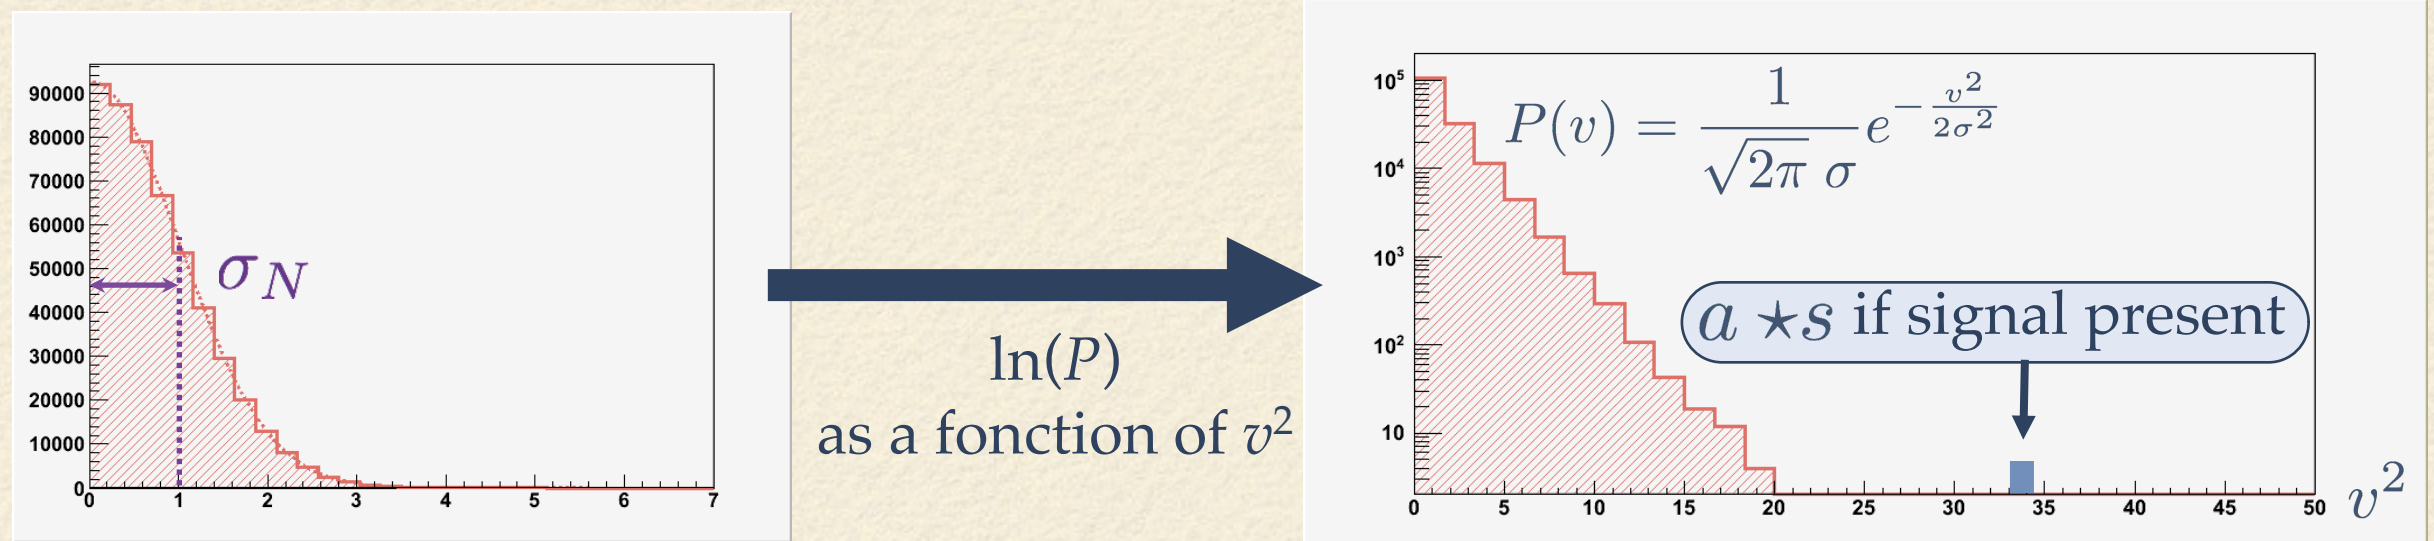 90000
80000
70000
60000
50000
40000
30000
20000
10000
0
0 1 2 3 4 5 6 7
σ_N
ln(P)
as a fonction of v²
10⁵
10⁴
10³
10²
10
P(v) = 1/(√2π σ) e^(−v²/2σ²)
a ⋆s if signal present
0 5 10 15 20 25 30 35 40 45 50
v²